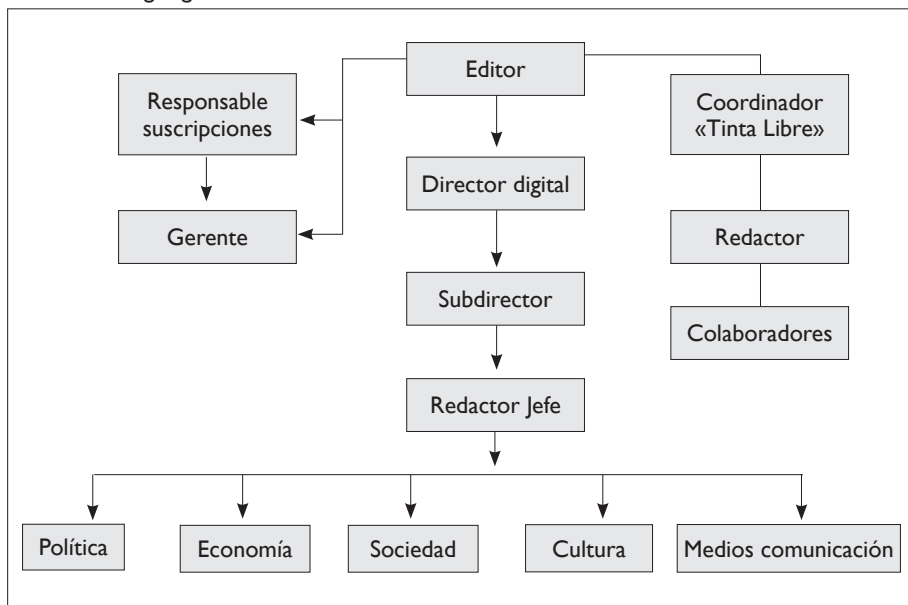 Editor
Responsable
suscripciones
Coordinador
«Tinta Libre»
Director digital
Gerente
Redactor
Subdirector
Colaboradores
Redactor Jefe
Política
Economía
Sociedad
Cultura
Medios comunicación